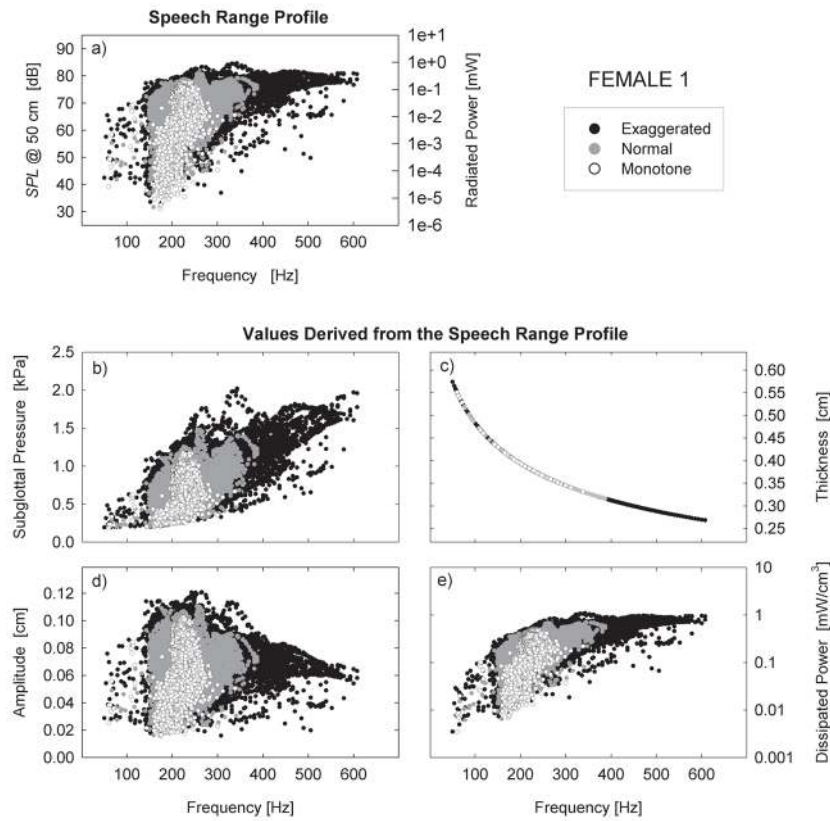 Speech Range Profile
a)
90
80
70
60
50
40
30
SPL @ 50 cm [dB]
1e+1
1e+0
1e-1
1e-2
1e-3
1e-4
1e-5
1e-6
Radiated Power [mW]
100 200 300 400 500 600
Frequency [Hz]
FEMALE 1
Exaggerated
Normal
Monotone
Values Derived from the Speech Range Profile
b)
2.5
2.0
1.5
1.0
0.5
0.0
Subglottal Pressure [kPa]
c)
0.60
0.55
0.50
0.45
0.40
0.35
0.30
0.25
Thickness [cm]
d)
0.12
0.10
0.08
0.06
0.04
0.02
0.00
Amplitude [cm]
100 200 300 400 500 600
Frequency [Hz]
e)
10
1
0.1
0.01
0.001
Dissipated Power [mW/cm³]
100 200 300 400 500 600
Frequency [Hz]